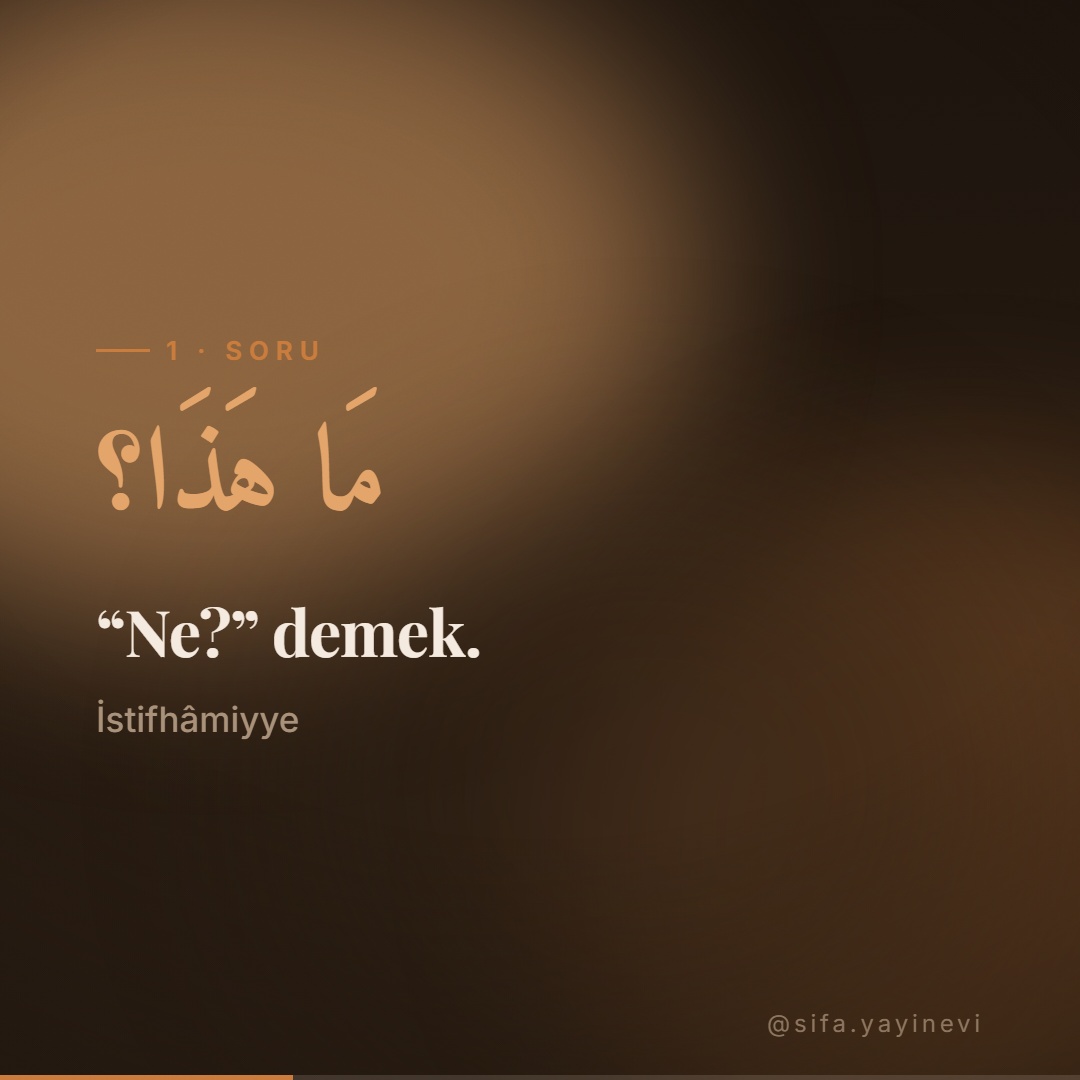 1 · SORU
مَا هَذَا؟
“Ne?” demek.
İstifhâmiyye
@sifa.yayinevi